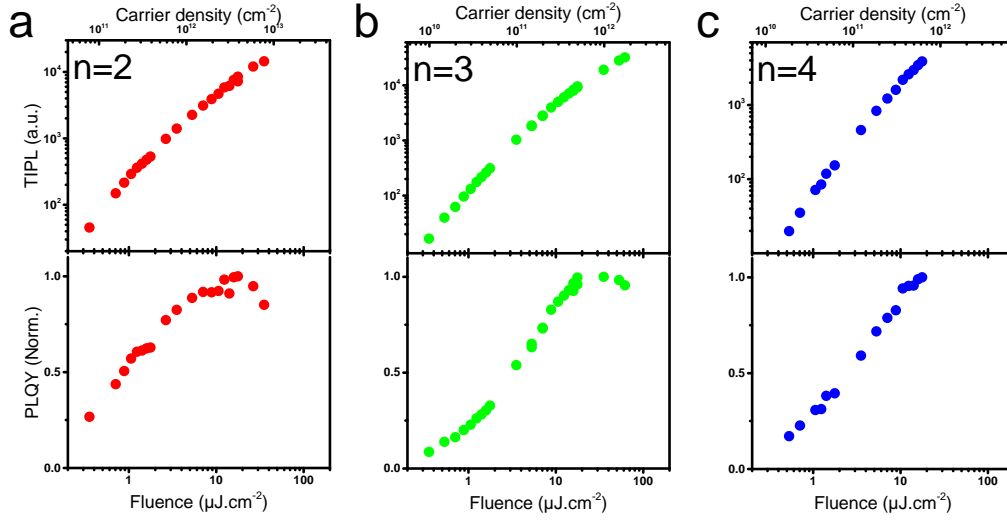 a
Carrier density (cm⁻²)
10¹¹ 10¹² 10¹³
n=2
TIPL (a.u.)
10⁴
10³
10²
PLQY (Norm.)
1.0
0.5
0.0
1 10 100
Fluence (µJ.cm⁻²)
b
Carrier density (cm⁻²)
10¹⁰ 10¹¹ 10¹²
n=3
10⁴
10³
10²
1.0
0.5
0.0
1 10 100
Fluence (µJ.cm⁻²)
c
Carrier density (cm⁻²)
10¹⁰ 10¹¹ 10¹²
n=4
10³
10²
1.0
0.5
0.0
1 10 100
Fluence (µJ.cm⁻²)